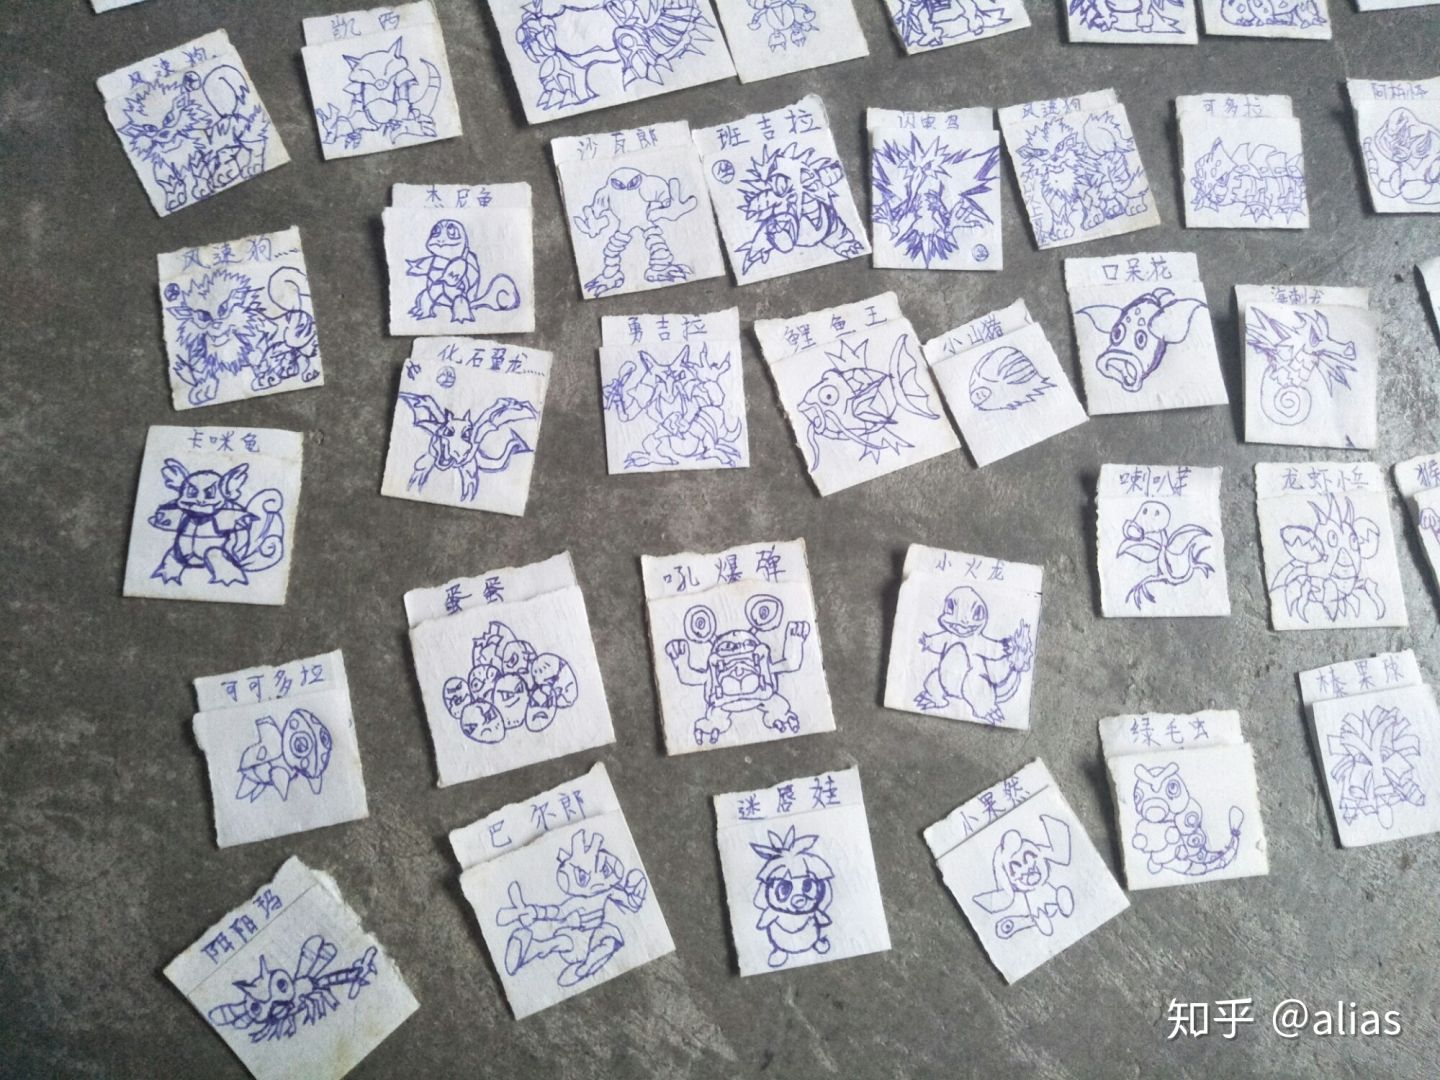 凯西
风速狗
沙瓦郎
班吉拉
闪电鸟
风速狗
可多拉
杰尼龟
风速狗......
化石翼龙......
勇吉拉
鲤鱼王
小山猪
口呆花
海刺龙
卡咪龟
蛋蛋
吼爆弹
小火龙
喇叭芽
龙虾小兵
猴
可可多拉
巴尔郎
迷唇娃
小果然
绿毛虫
椰果
阳阳玛
知乎 @alias